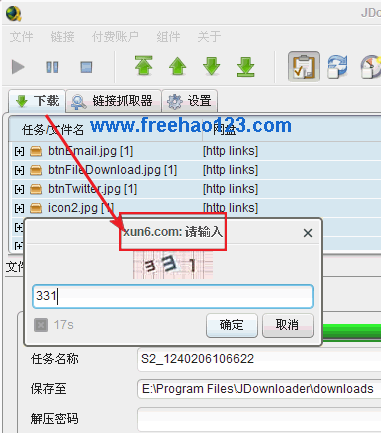 JDo
文件 链接 付费账户 组件 关于
下载 链接抓取器 设置
任务/文件名 网盘
www.freehao123.com
btnEmail.jpg [1] [http links]
btnFileDownload.jpg [1] [http links]
btnTwitter.jpg [1] [http links]
icon2.jpg [1] [http links]
xun6.com: 请输入
331
331
17s 确定 取消
文件
任务名称 S2_1240206106622
保存至 E:\Program Files\JDownloader\downloads
解压密码